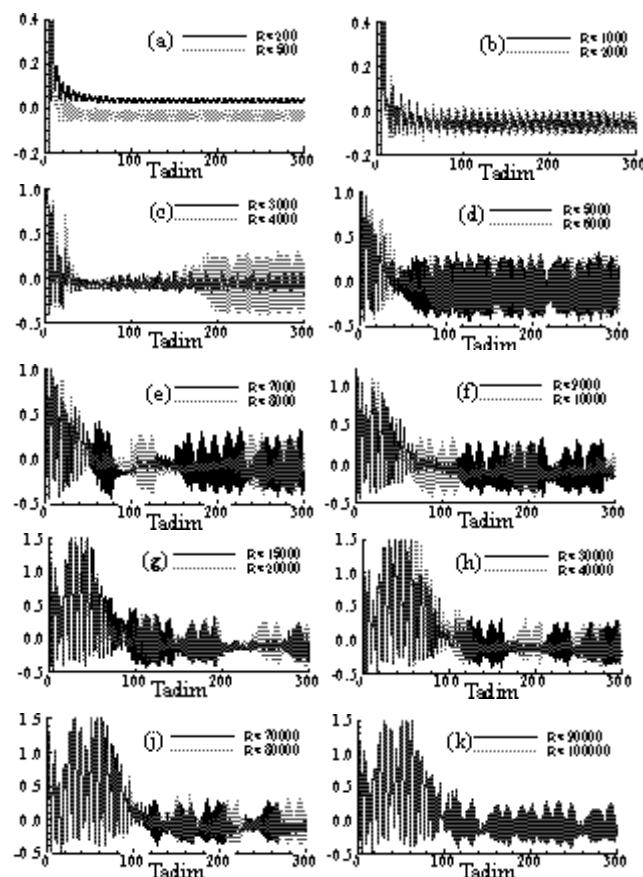 0.4
(a)
R= 200
R= 500
0.2
0.0
-0.2
100 200 300
Tadim
0.4
(b)
R= 1000
R= 2000
0.2
0.0
-0.2
100 200 300
Tadim
1.0
(c)
R= 3000
R= 4000
0.5
0.0
-0.5
0 100 200 300
Tadim
1.0
(d)
R= 5000
R= 6000
0.5
0.0
-0.5
0 100 200 300
Tadim
1.0
(e)
R= 7000
R= 8000
0.5
0.0
-0.5
0 100 200 300
Tadim
1.0
(f)
R= 9000
R= 10000
0.5
0.0
-0.5
0 100 200 300
Tadim
1.5
(g)
R= 15000
R= 20000
1.0
0.5
0.0
-0.5
0 100 200 300
Tadim
1.5
(h)
R= 30000
R= 40000
1.0
0.5
0.0
-0.5
0 100 200 300
Tadim
1.5
(j)
R= 70000
R= 80000
1.0
0.5
0.0
-0.5
0 100 200 300
Tadim
1.5
(k)
R= 90000
R= 100000
1.0
0.5
0.0
-0.5
0 100 200 300
Tadim